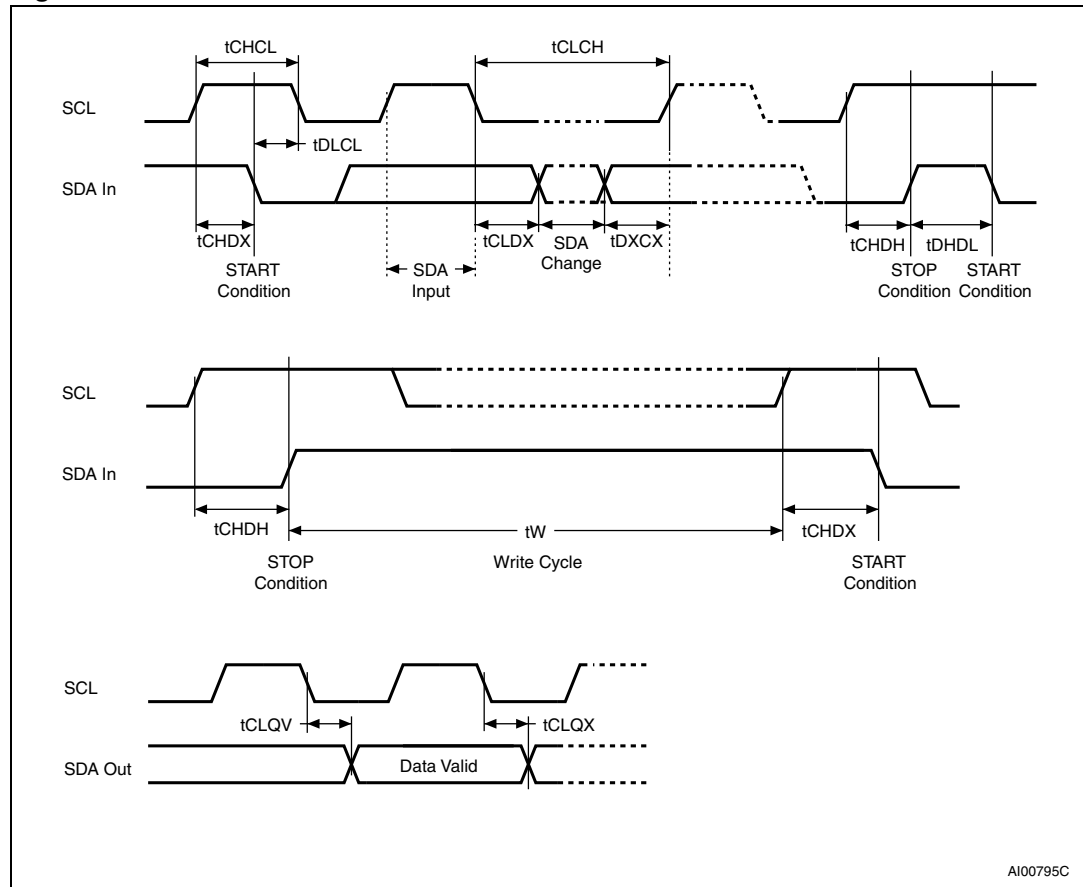 tCHCL
tCLCH
SCL
tDLCL
SDA In
tCHDX
tCLDX
SDA
Change
tDXCX
tCHDH
tDHDL
START
Condition
SDA
Input
STOP
Condition
START
Condition
SCL
SDA In
tCHDH
tW
tCHDX
STOP
Condition
Write Cycle
START
Condition
SCL
tCLQV
tCLQX
SDA Out
Data Valid
AI00795C